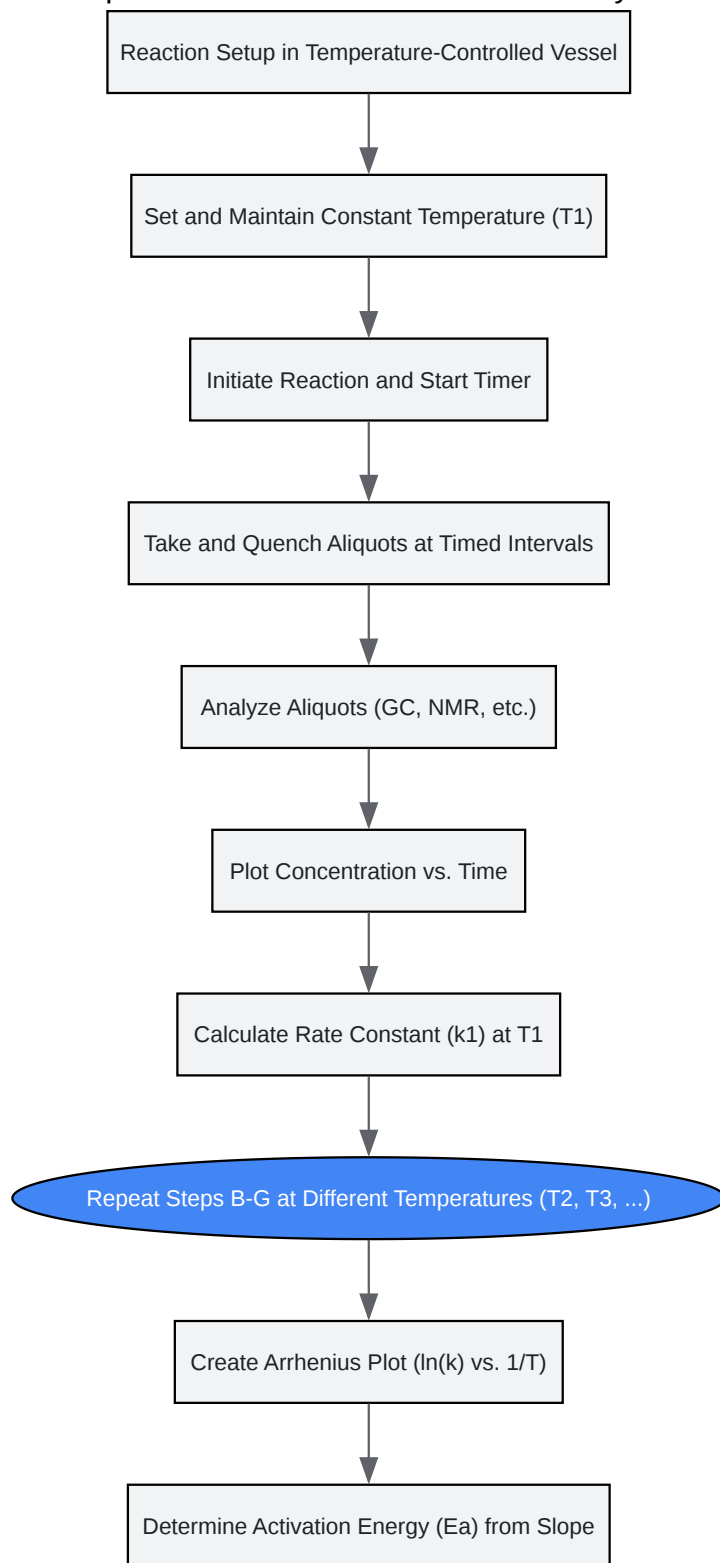 Reaction Setup in Temperature-Controlled Vessel
Set and Maintain Constant Temperature (T1)
Initiate Reaction and Start Timer
Take and Quench Aliquots at Timed Intervals
Analyze Aliquots (GC, NMR, etc.)
Plot Concentration vs. Time
Calculate Rate Constant (k1) at T1
Repeat Steps B-G at Different Temperatures (T2, T3, ...)
Create Arrhenius Plot (ln(k) vs. 1/T)
Determine Activation Energy (Ea) from Slope